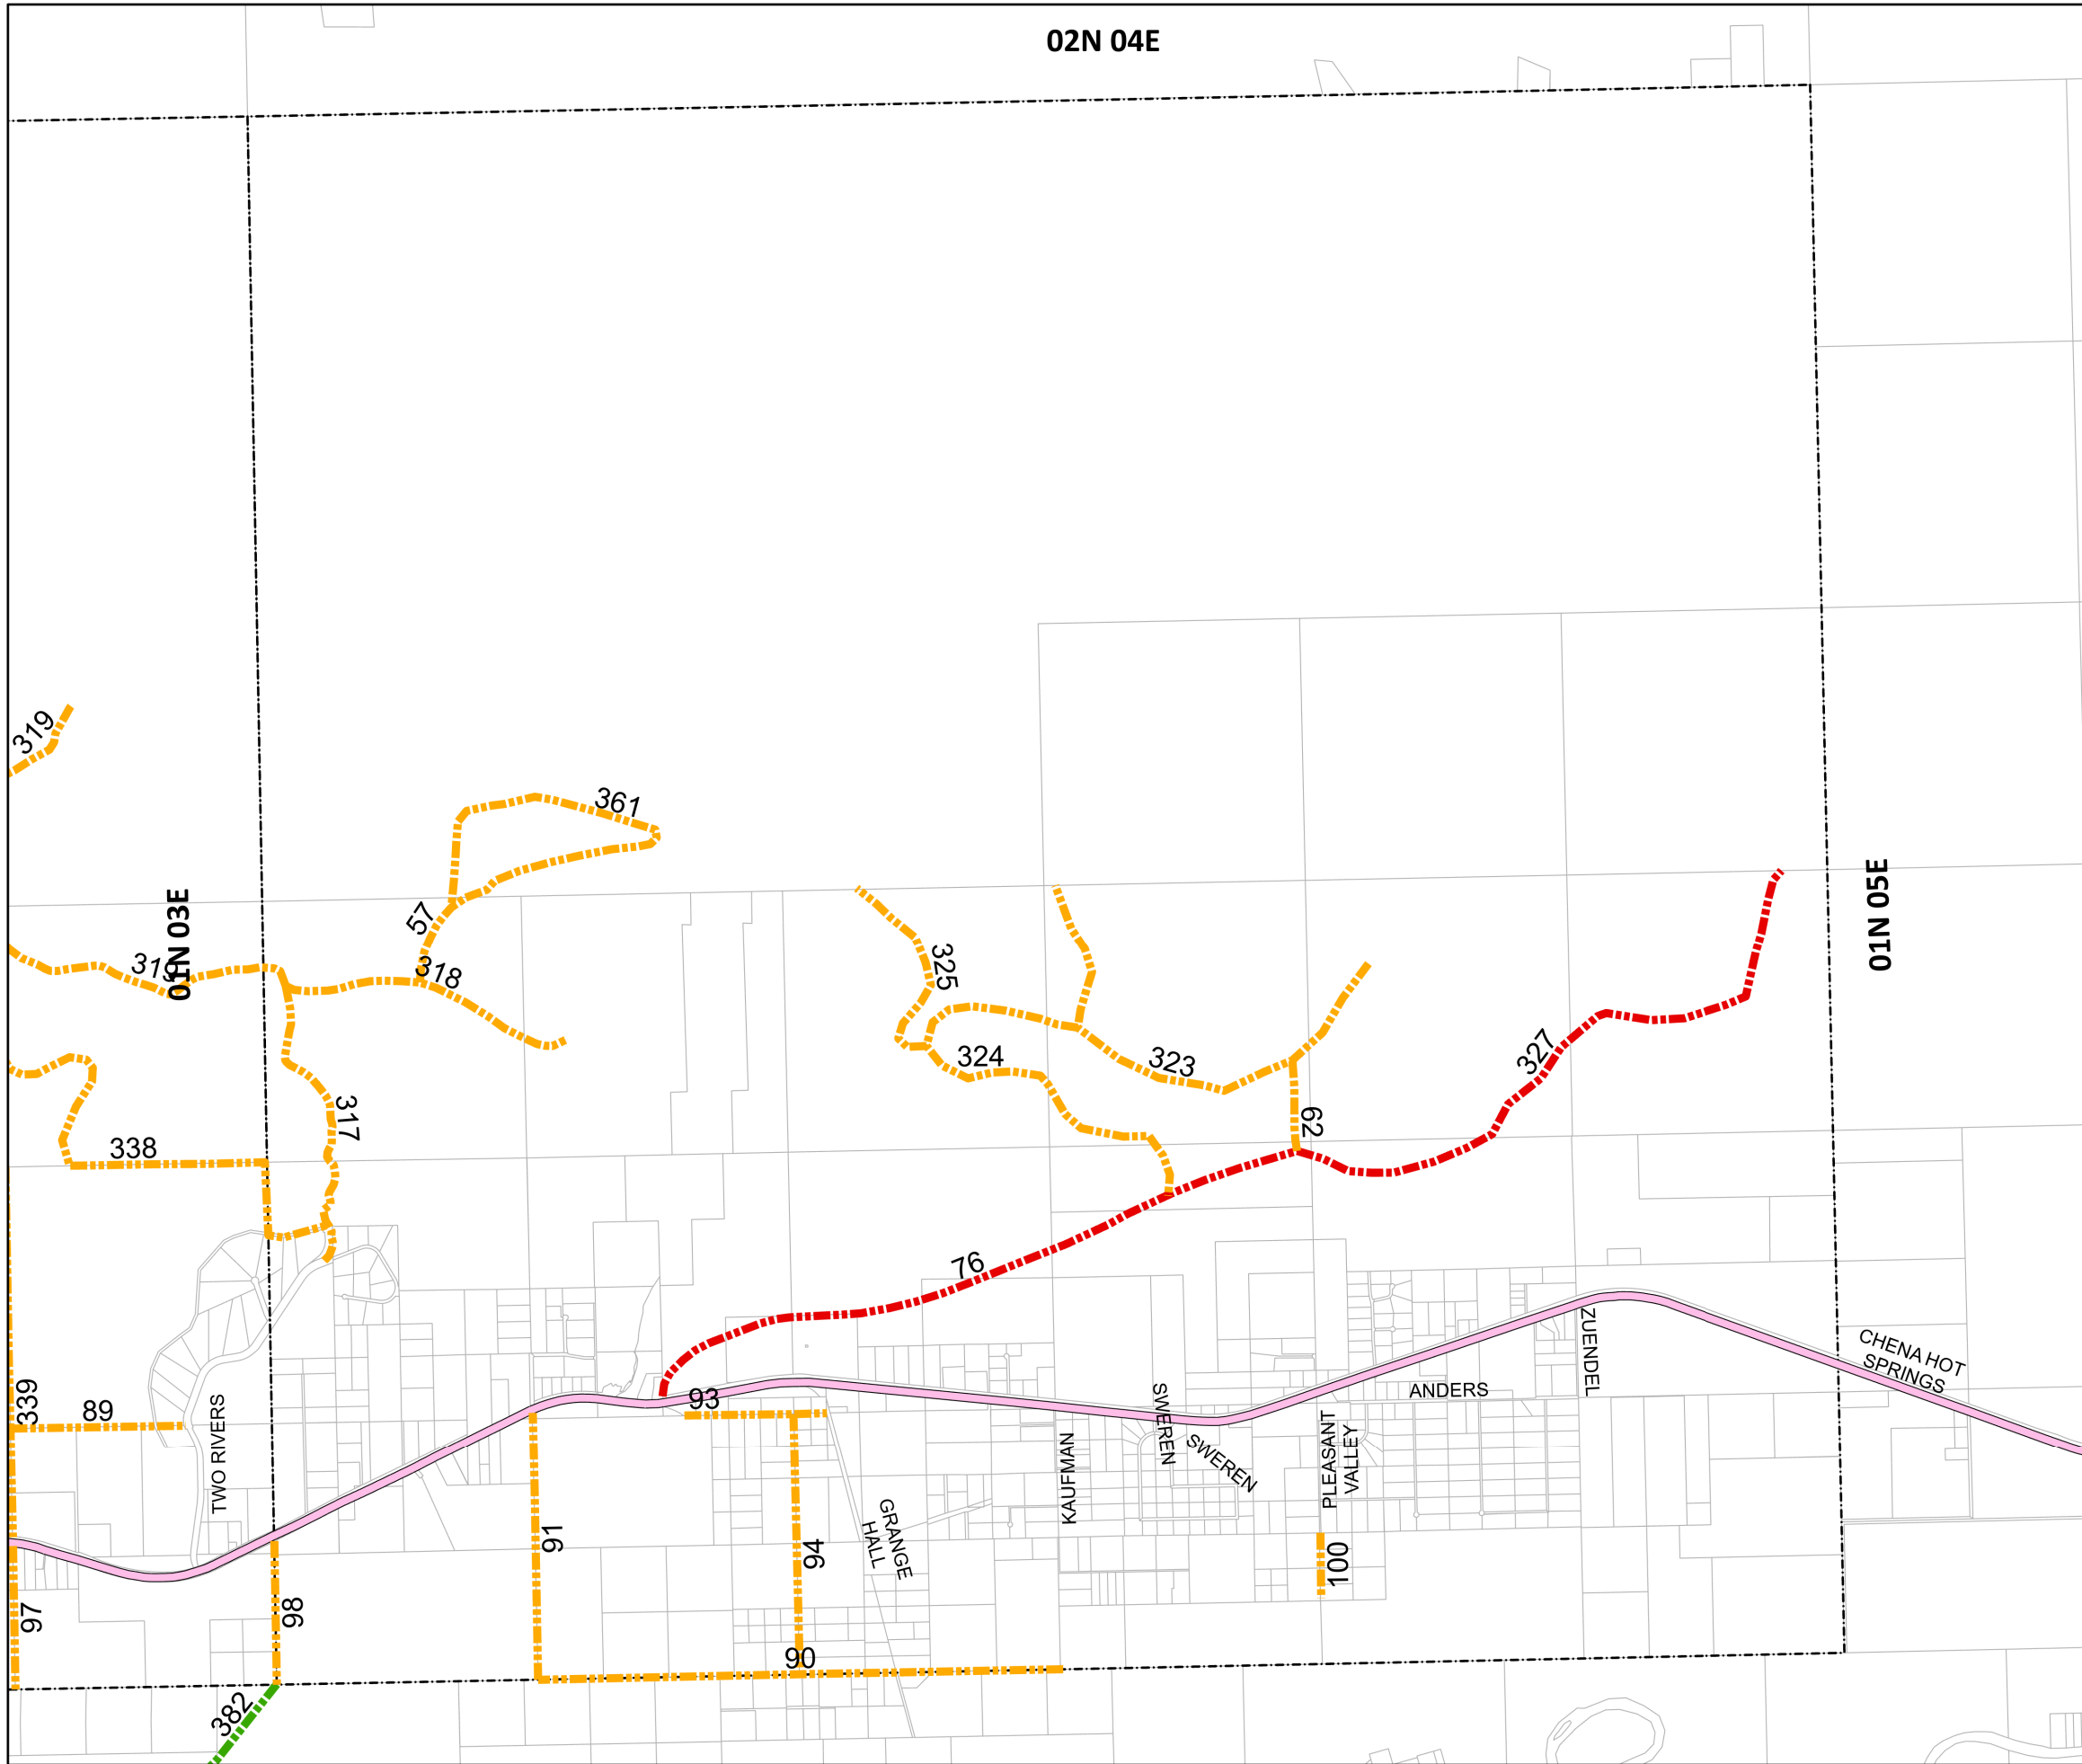 02N 04E
319
361
01N 03E
57
01N 05E
319
318
325
324
323
327
317
62
338
76
CHENA HOT
SPRINGS
ZUENDEL
339
89
93
ANDERS
TWO RIVERS
SWEREN
SWEREN
KAUFMAN
PLEASANT
VALLEY
91
94
GRANGE
HALL
100
97
98
90
382